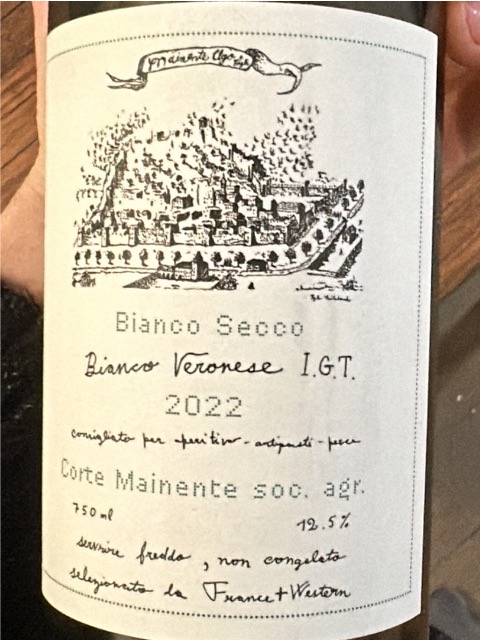 Mainente
Bianco Secco
Bianco Veronese I.G.T.
2022
consigliato per aperitivo - antipasti - pesce
Corte Mainente soc. agr.
750 ml
12.5%
servire freddo, non congelato
selezionato da France + Western